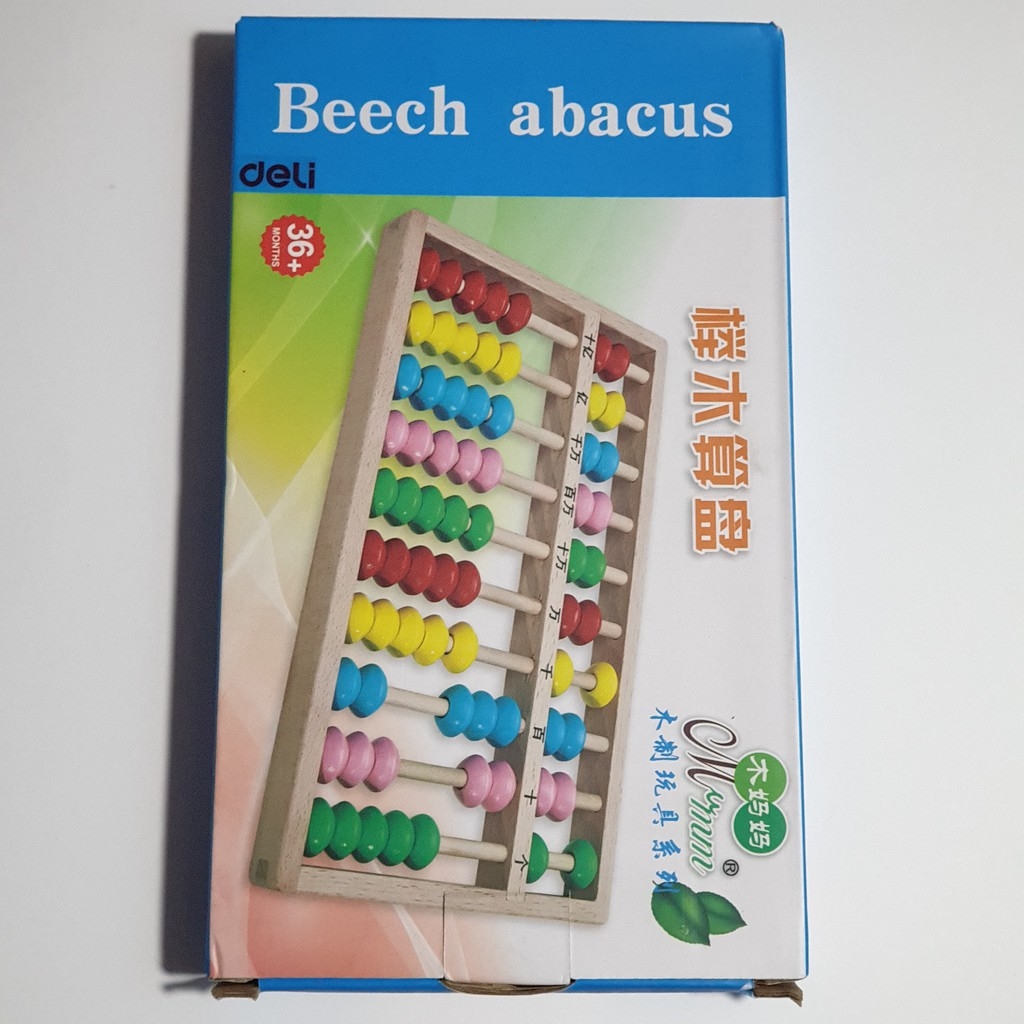 Beech abacus
deli
36+
MONTHS
榉木算盘
十亿
亿
千万
百万
十万
万
千
百
十
个
木妈妈
Mmm®
木制玩具系列